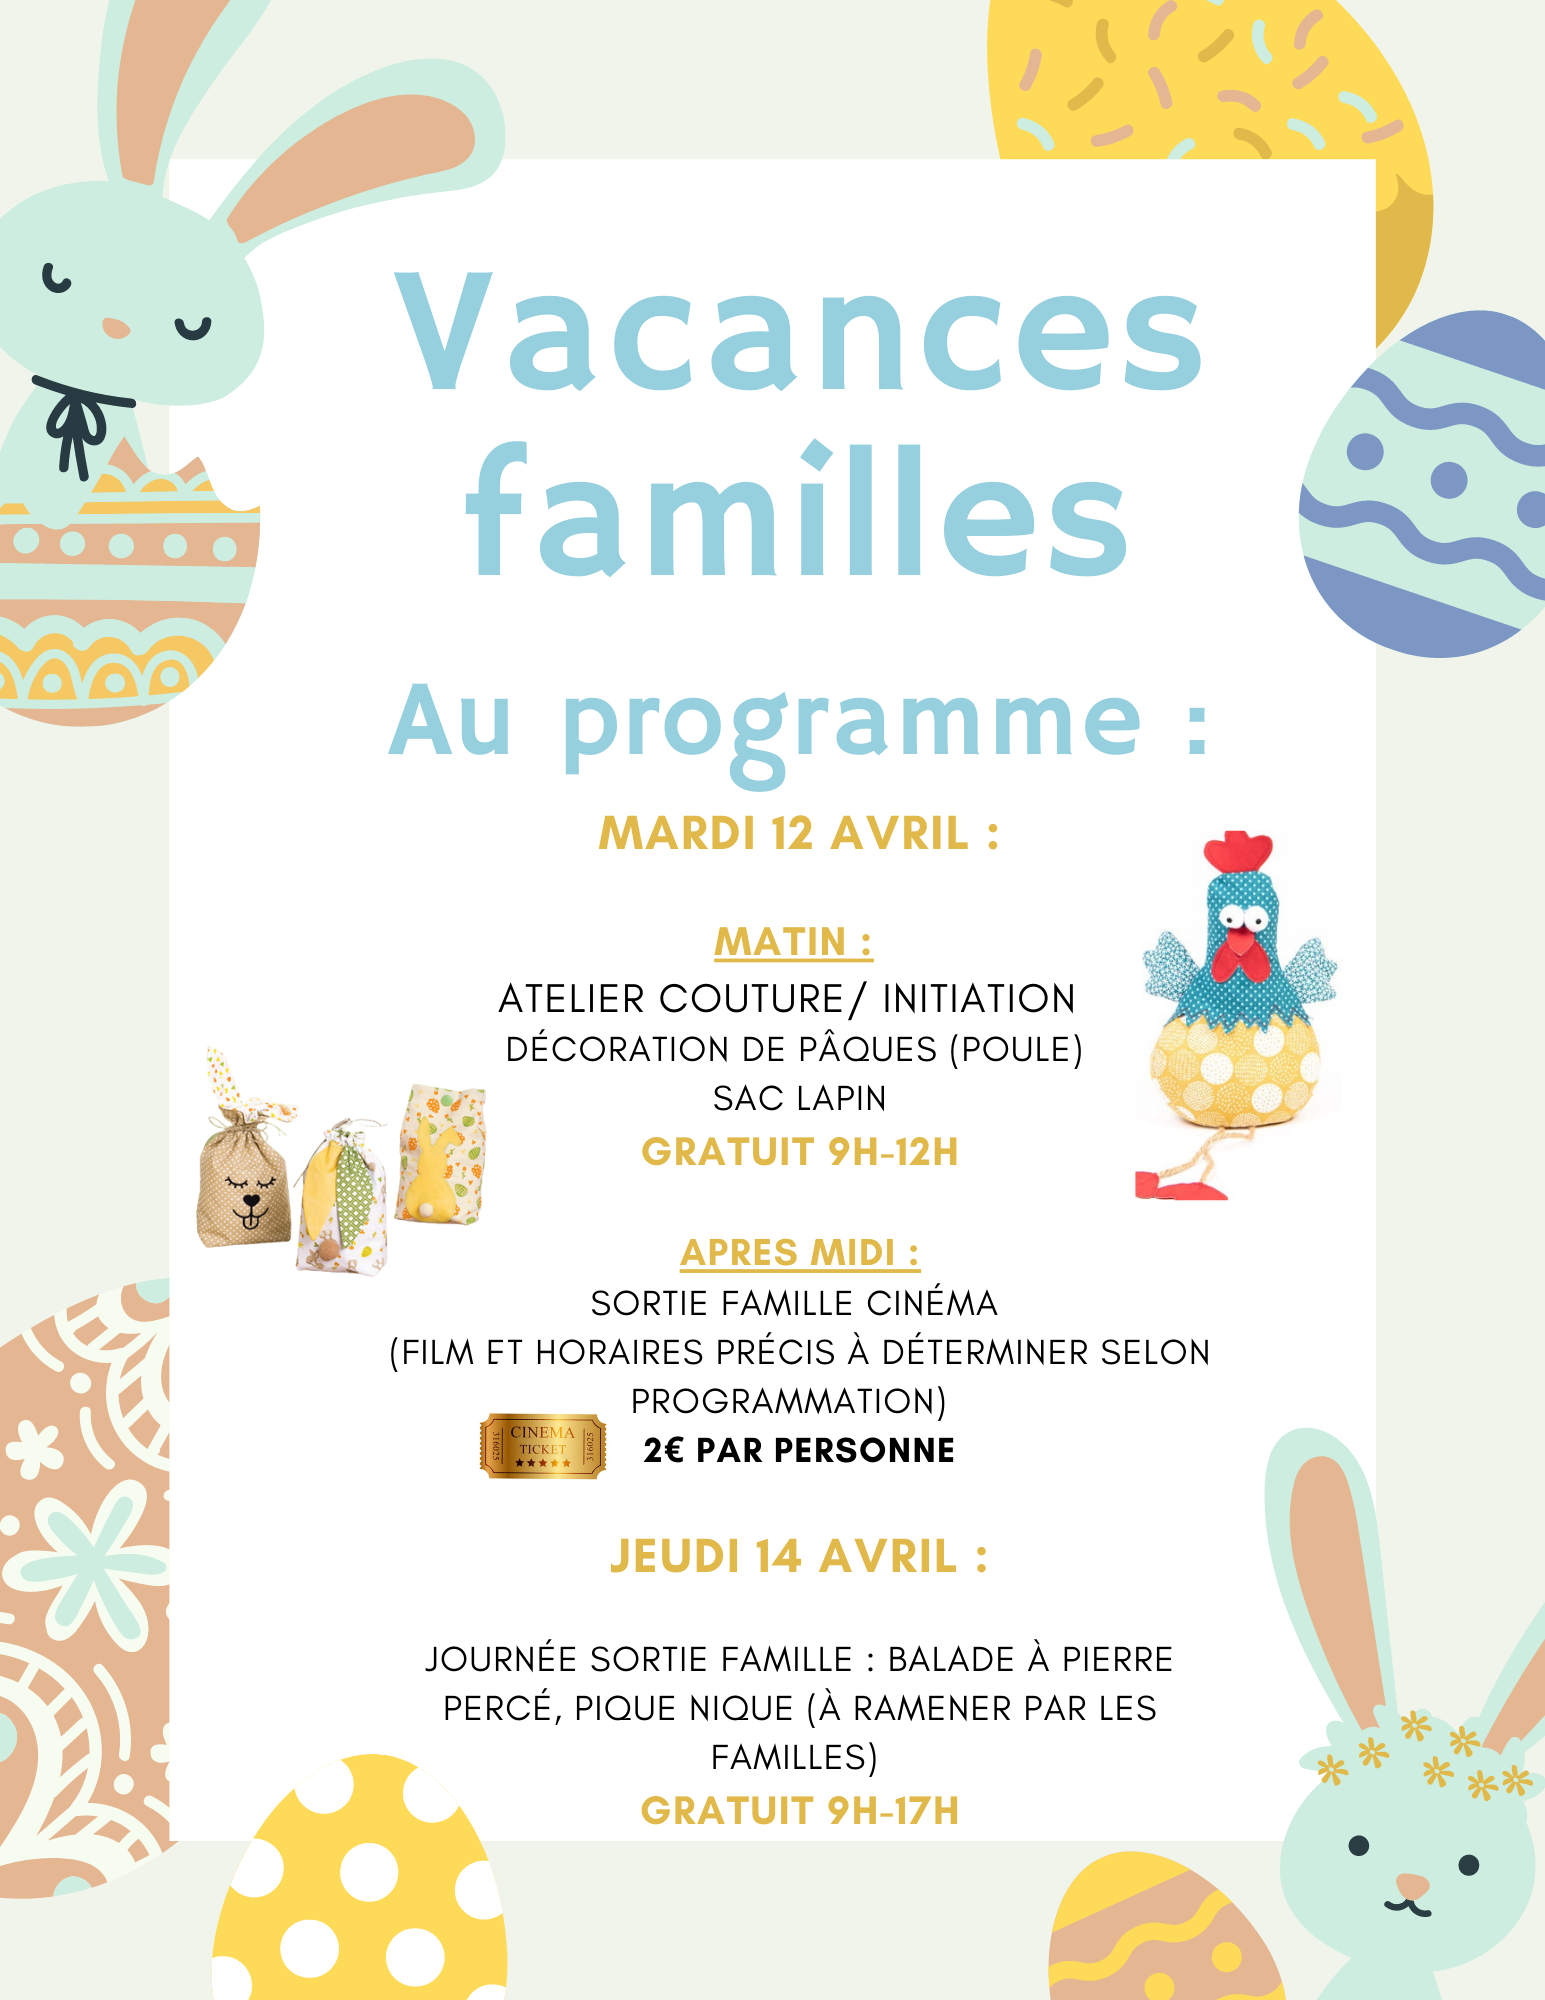 Vacances
familles
Au programme :
MARDI 12 AVRIL :
MATIN :
ATELIER COUTURE/ INITIATION
DÉCORATION DE PÂQUES (POULE)
SAC LAPIN
GRATUIT 9H-12H
APRES MIDI :
SORTIE FAMILLE CINÉMA
(FILM ET HORAIRES PRÉCIS À DÉTERMINER SELON
PROGRAMMATION)
316025
CINEMA
TICKET
316025
2€ PAR PERSONNE
JEUDI 14 AVRIL :
JOURNÉE SORTIE FAMILLE : BALADE À PIERRE
PERCÉ, PIQUE NIQUE (À RAMENER PAR LES
FAMILLES)
GRATUIT 9H-17H